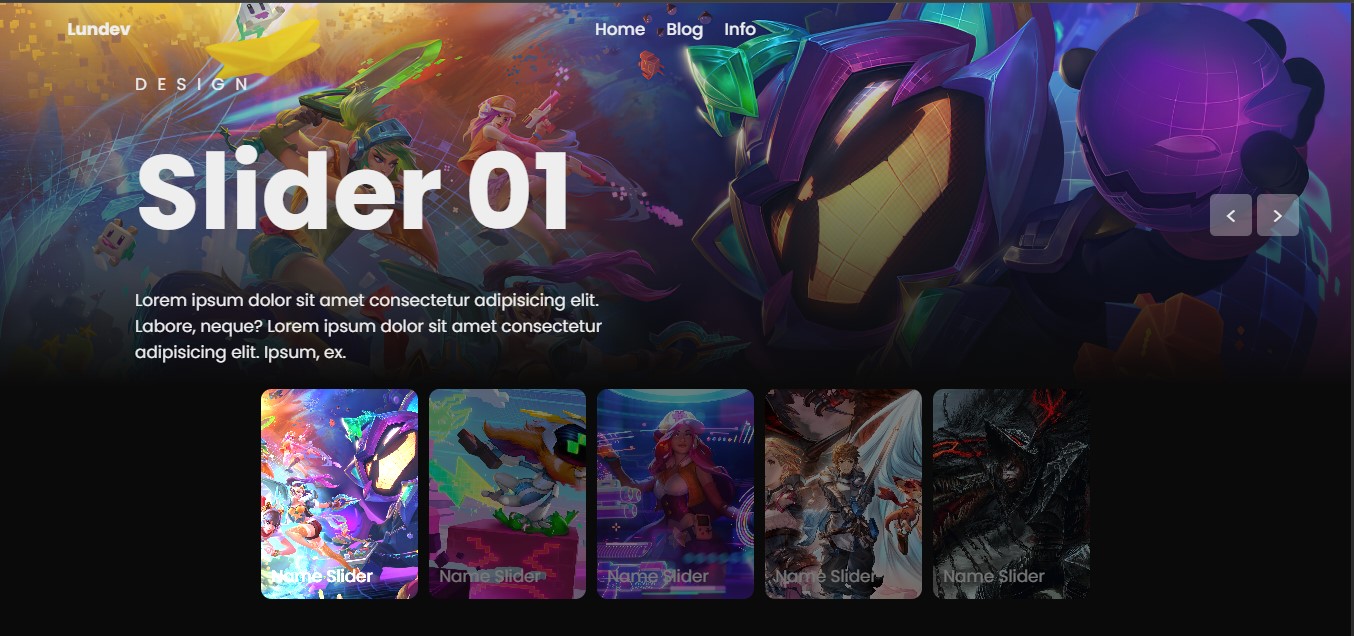 Lundev
Home Blog Info
DESIGN
Slider 01
Lorem ipsum dolor sit amet consectetur adipisicing elit.
Labore, neque? Lorem ipsum dolor sit amet consectetur
adipisicing elit. Ipsum, ex.
< >
Name Slider
Name Slider
Name Slider
Name Slider
Name Slider